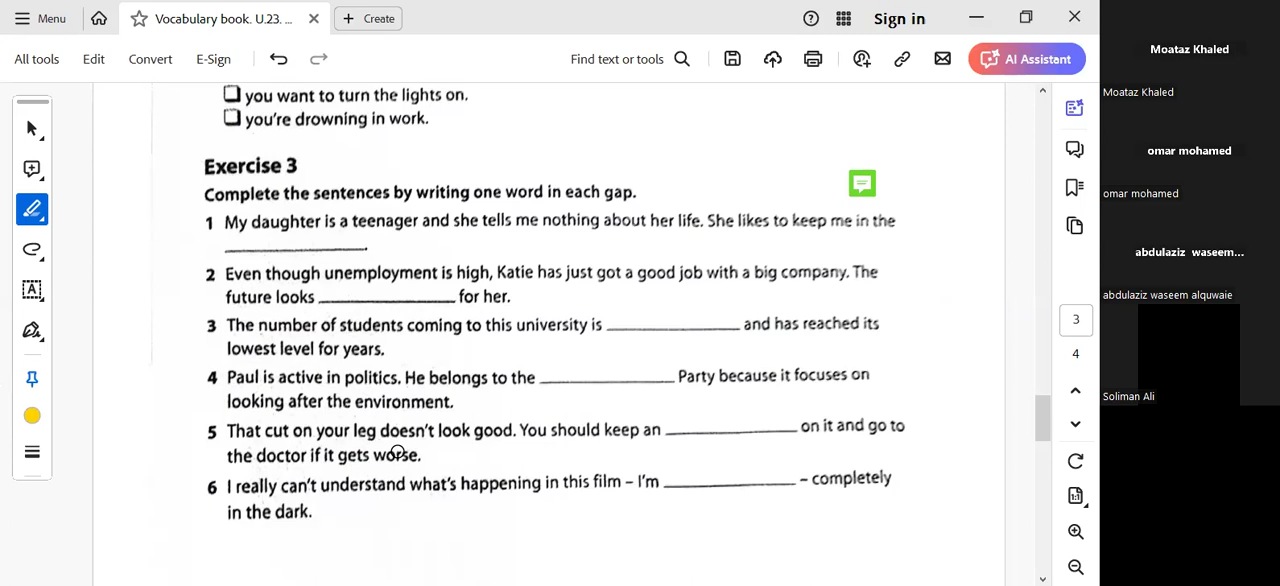 Menu
Vocabulary book. U.23. ...
Create
Sign in
All tools
Edit
Convert
E-Sign
Find text or tools
AI Assistant
you want to turn the lights on.
you're drowning in work.
Exercise 3
Complete the sentences by writing one word in each gap.
1 My daughter is a teenager and she tells me nothing about her life. She likes to keep me in the
_______________.
2 Even though unemployment is high, Katie has just got a good job with a big company. The
future looks _______________ for her.
3 The number of students coming to this university is _______________ and has reached its
lowest level for years.
4 Paul is active in politics. He belongs to the _______________ Party because it focuses on
looking after the environment.
5 That cut on your leg doesn't look good. You should keep an _______________ on it and go to
the doctor if it gets worse.
6 I really can't understand what's happening in this film – I'm _______________ – completely
in the dark.
3
4
Moataz Khaled
Moataz Khaled
omar mohamed
omar mohamed
abdulaziz waseem...
abdulaziz waseem alquwaie
Soliman Ali